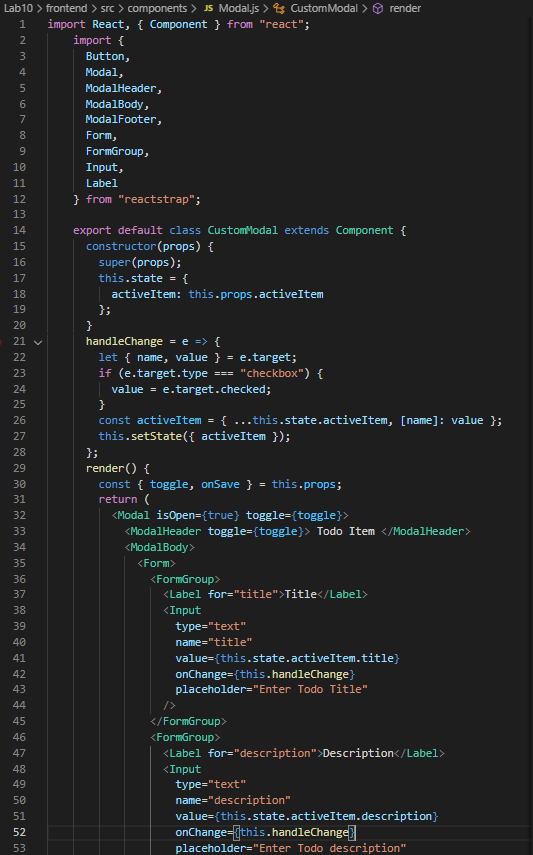 Lab10 > frontend > src > components > JS Modal.js > CustomModal > render
1 import React, { Component } from "react";
2     import {
3       Button,
4       Modal,
5       ModalHeader,
6       ModalBody,
7       ModalFooter,
8       Form,
9       FormGroup,
10       Input,
11       Label
12     } from "reactstrap";
13
14     export default class CustomModal extends Component {
15       constructor(props) {
16         super(props);
17         this.state = {
18           activeItem: this.props.activeItem
19         };
20       }
21       handleChange = e => {
22         let { name, value } = e.target;
23         if (e.target.type === "checkbox") {
24           value = e.target.checked;
25         }
26         const activeItem = { ...this.state.activeItem, [name]: value };
27         this.setState({ activeItem });
28       };
29       render() {
30         const { toggle, onSave } = this.props;
31         return (
32           <Modal isOpen={true} toggle={toggle}>
33             <ModalHeader toggle={toggle}> Todo Item </ModalHeader>
34             <ModalBody>
35               <Form>
36                 <FormGroup>
37                   <Label for="title">Title</Label>
38                   <Input
39                     type="text"
40                     name="title"
41                     value={this.state.activeItem.title}
42                     onChange={this.handleChange}
43                     placeholder="Enter Todo Title"
44                   />
45                 </FormGroup>
46                 <FormGroup>
47                   <Label for="description">Description</Label>
48                   <Input
49                     type="text"
50                     name="description"
51                     value={this.state.activeItem.description}
52                     onChange={this.handleChange}
53                     placeholder="Enter Todo description"